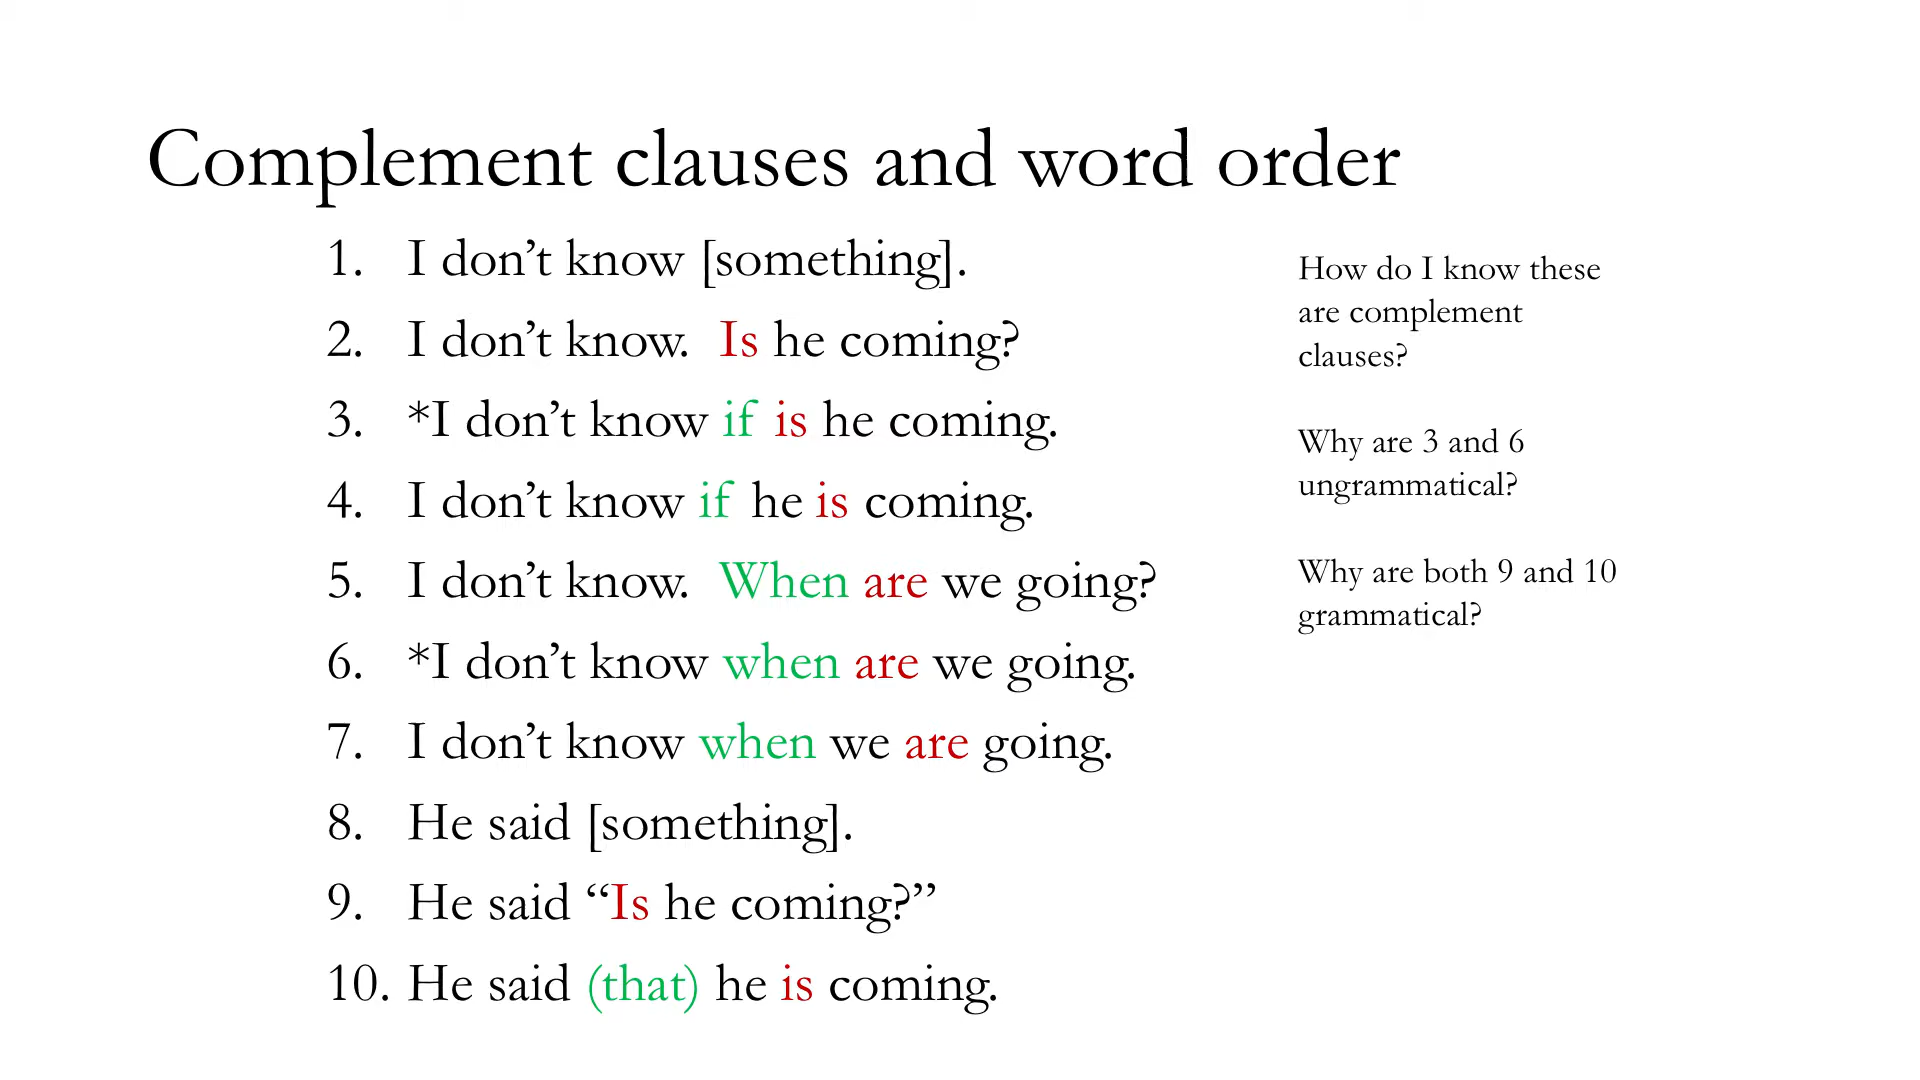 Complement clauses and word order
1. I don’t know [something].
2. I don’t know. Is he coming?
3. *I don’t know if is he coming.
4. I don’t know if he is coming.
5. I don’t know. When are we going?
6. *I don’t know when are we going.
7. I don’t know when we are going.
8. He said [something].
9. He said “Is he coming?”
10. He said (that) he is coming.
How do I know these
are complement
clauses?
Why are 3 and 6
ungrammatical?
Why are both 9 and 10
grammatical?